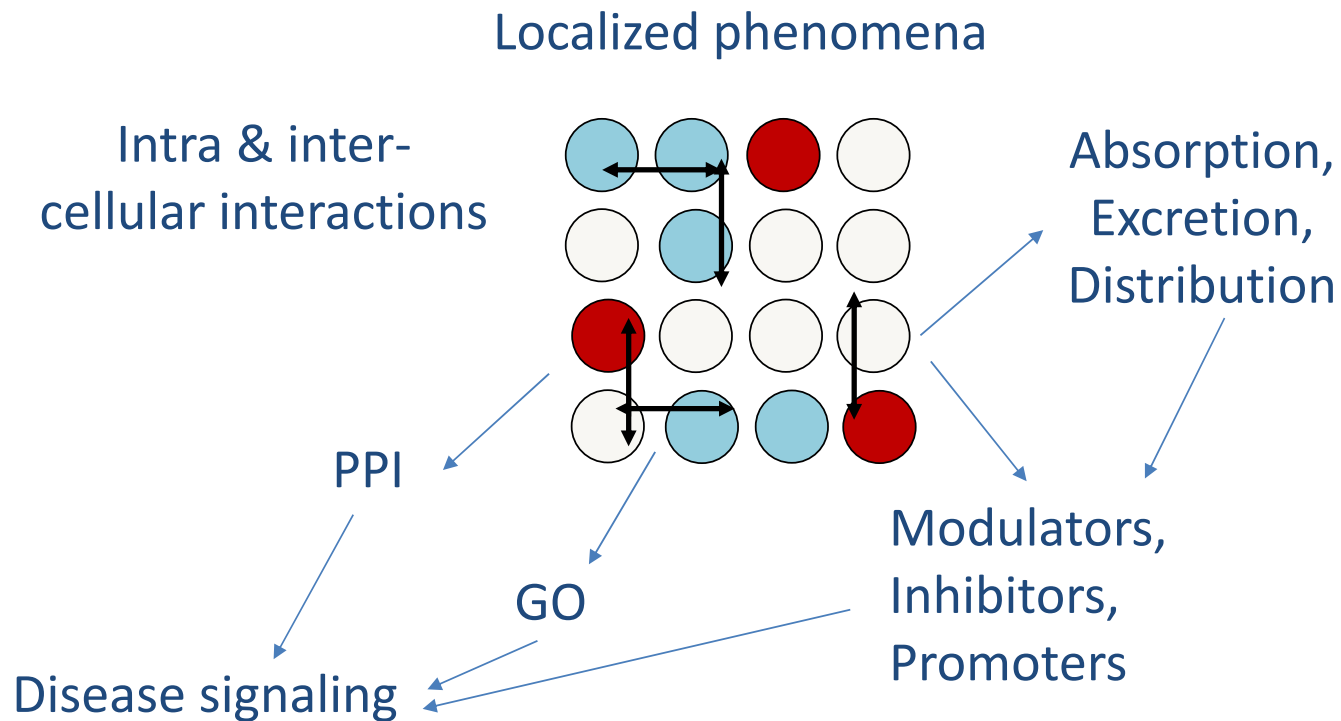 Localized phenomena
Intra & inter-
cellular interactions
Absorption,
Excretion,
Distribution
PPI
GO
Modulators,
Inhibitors,
Promoters
Disease signaling